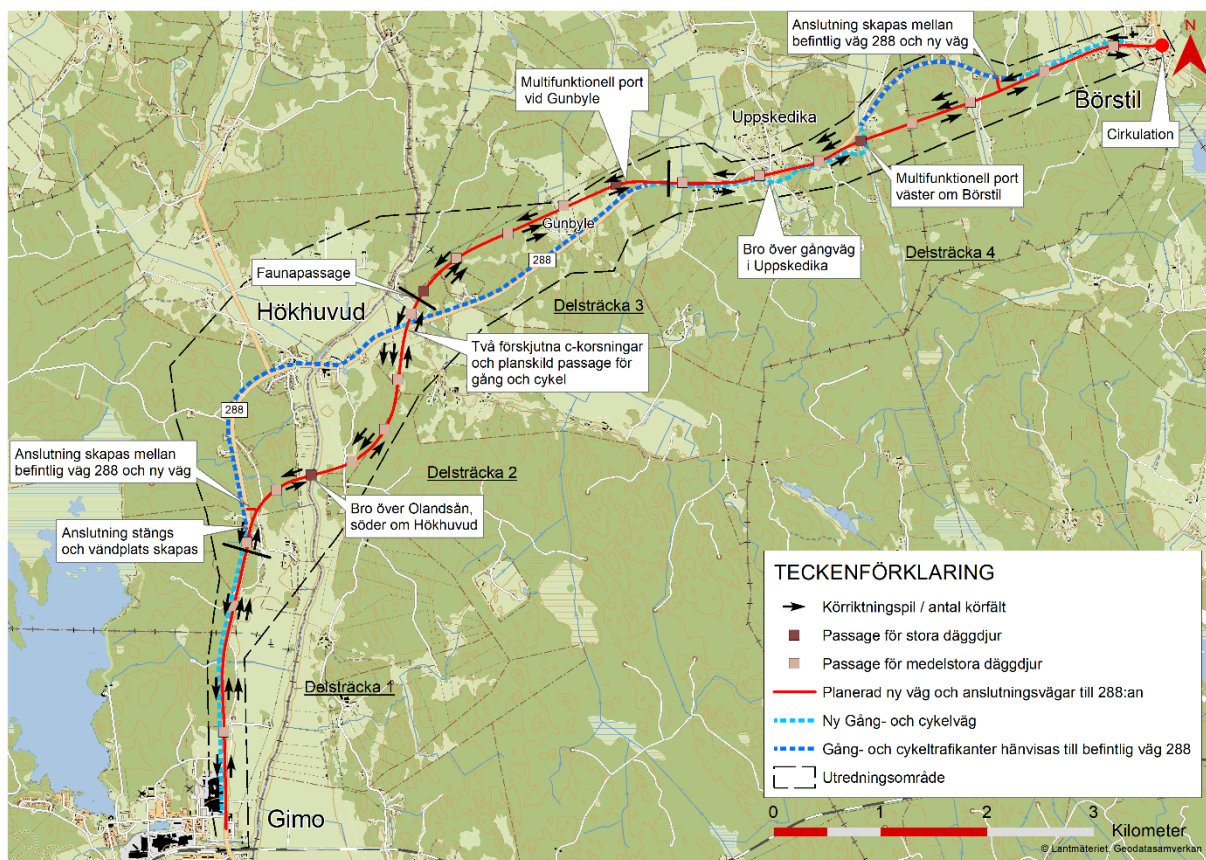 Anslutning skapas mellan
befintlig väg 288 och ny väg
N
Multifunktionell port
vid Gunbyle
Börstil
Uppskedika
Cirkulation
Multifunktionell port
väster om Börstil
Gunbyle
Bro över gångväg
i Uppskedika
Delsträcka 4
288
Faunapassage
Hökhuvud
Delsträcka 3
Två förskjutna c-korsningar
och planskild passage för
gång och cykel
288
Anslutning skapas mellan
befintlig väg 288 och ny väg
Delsträcka 2
Bro över Olandsån,
söder om Hökhuvud
Anslutning stängs
och vändplats skapas
Delsträcka 1
Gimo
TECKENFÖRKLARING
Körriktningspil / antal körfält
Passage för stora däggdjur
Passage för medelstora däggdjur
Planerad ny väg och anslutningsvägar till 288:an
Ny Gång- och cykelväg
Gång- och cykeltrafikanter hänvisas till befintlig väg 288
Utredningsområde
0 1 2 3
Kilometer
© Lantmäteriet, Geodatasamverkan